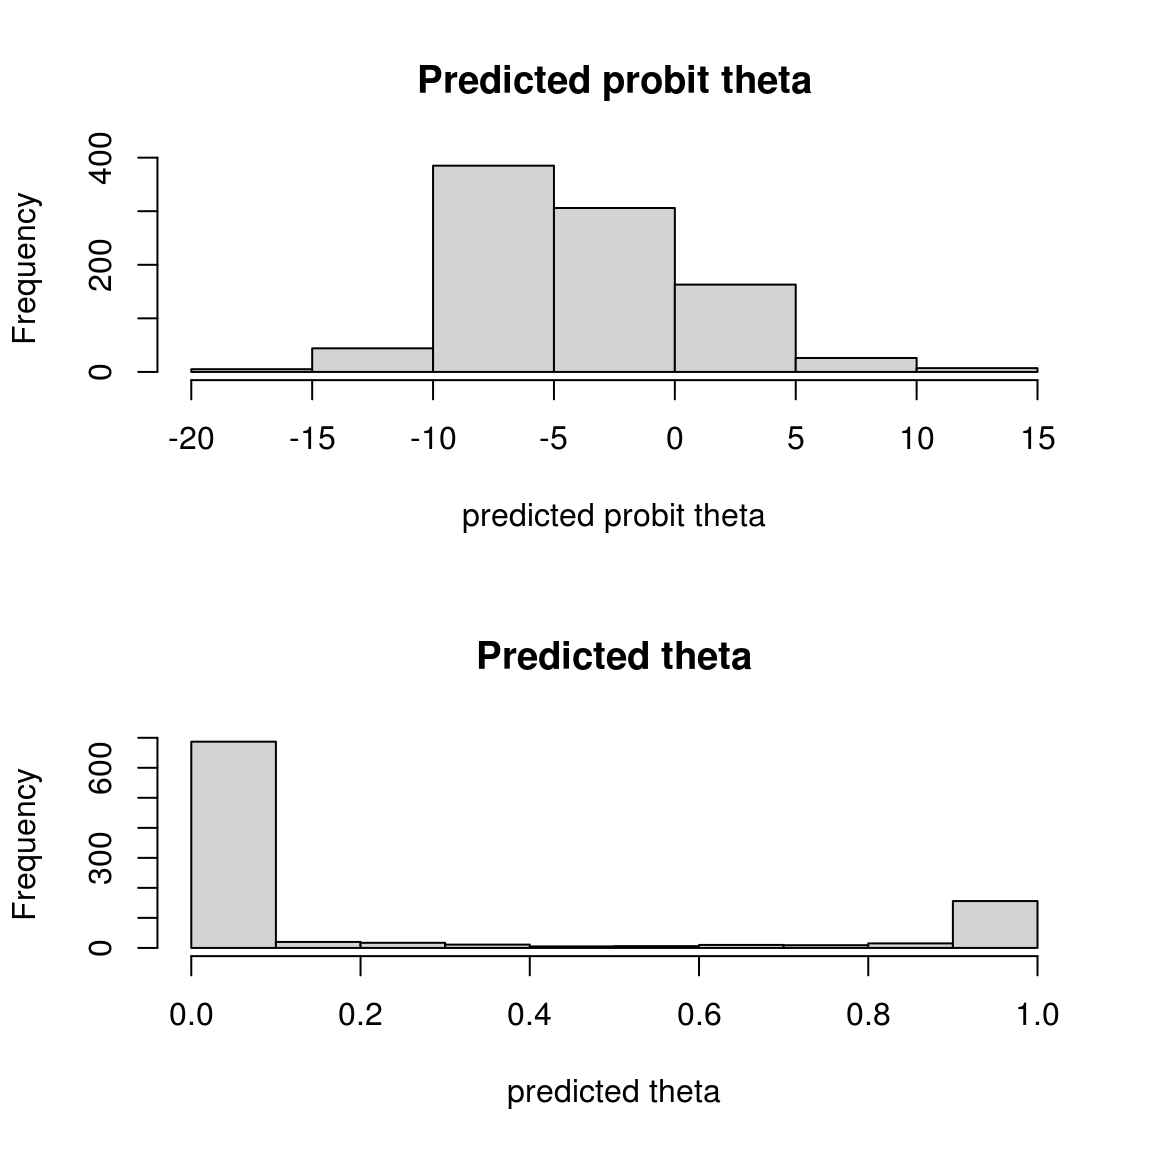 Predicted probit theta
Frequency
400
200
0
-20 -15 -10 -5 0 5 10 15
predicted probit theta
Predicted theta
Frequency
600
300
0
0.0 0.2 0.4 0.6 0.8 1.0
predicted theta